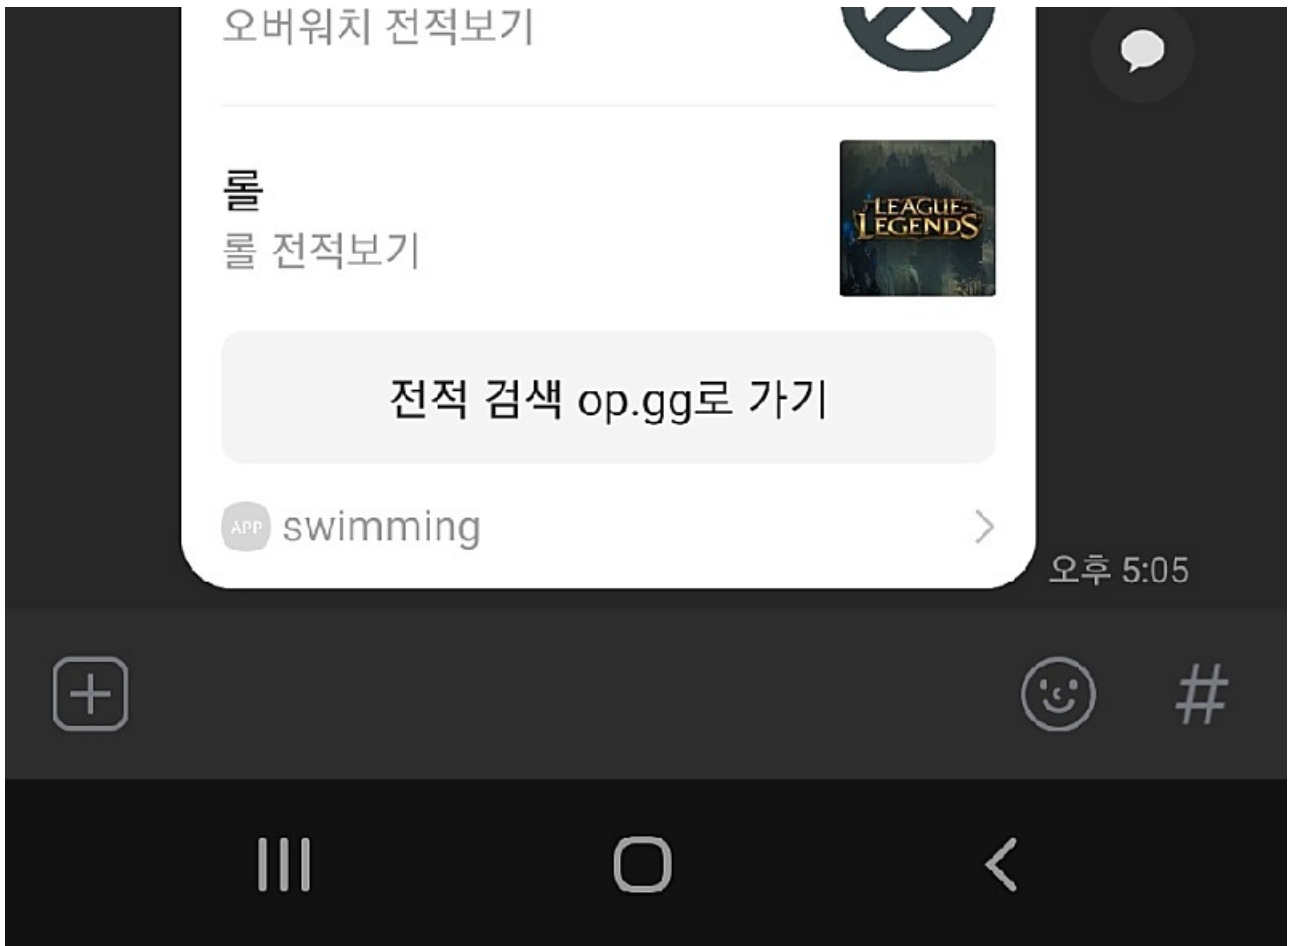 오버워치 전적보기
롤
롤 전적보기
LEAGUE OF
LEGENDS
전적 검색 op.gg로 가기
APP swimming
오후 5:05
#